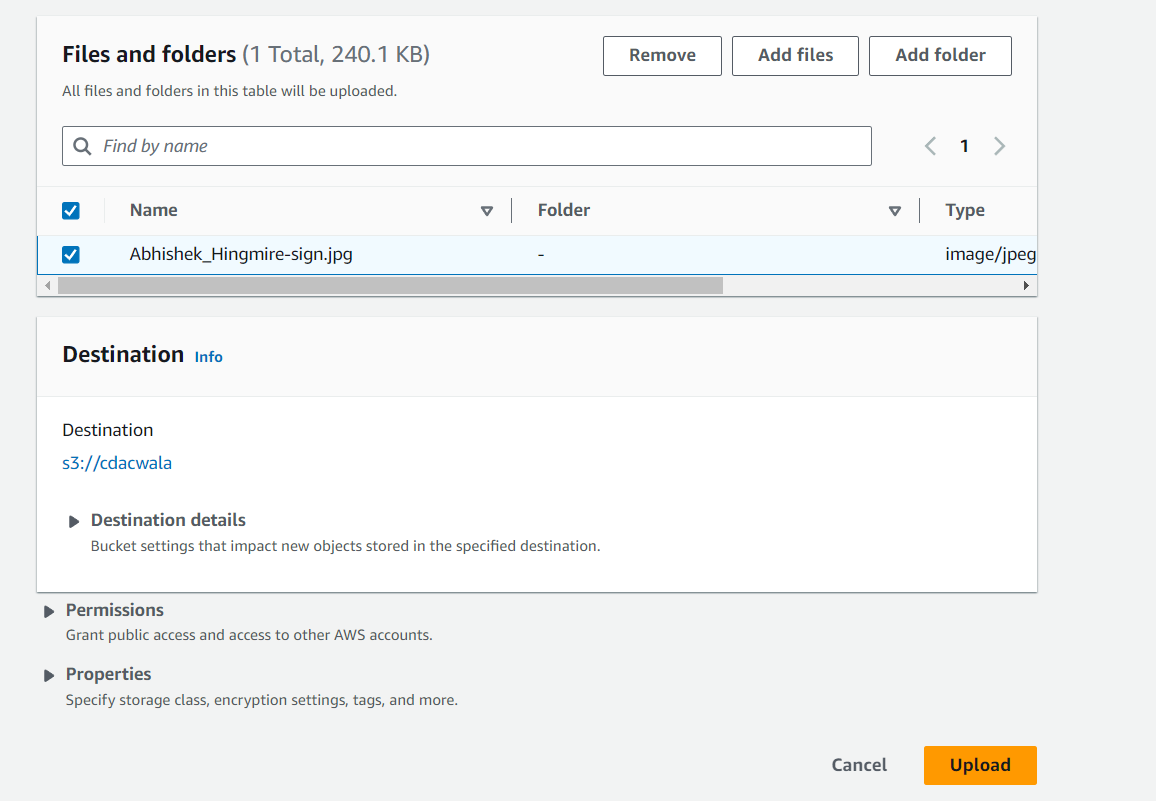 Files and folders (1 Total, 240.1 KB)
Remove
Add files
Add folder
All files and folders in this table will be uploaded.
Find by name
1
Name
Folder
Type
Abhishek_Hingmire-sign.jpg
-
image/jpeg
Destination Info
Destination
s3://cdacwala
Destination details
Bucket settings that impact new objects stored in the specified destination.
Permissions
Grant public access and access to other AWS accounts.
Properties
Specify storage class, encryption settings, tags, and more.
Cancel
Upload